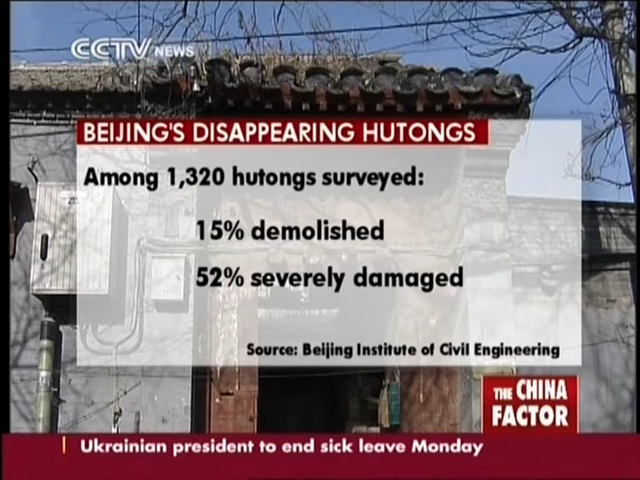 CCTV NEWS
BEIJING'S DISAPPEARING HUTONGS
Among 1,320 hutongs surveyed:
15% demolished
52% severely damaged
Source: Beijing Institute of Civil Engineering
THE CHINA
FACTOR
Ukrainian president to end sick leave Monday